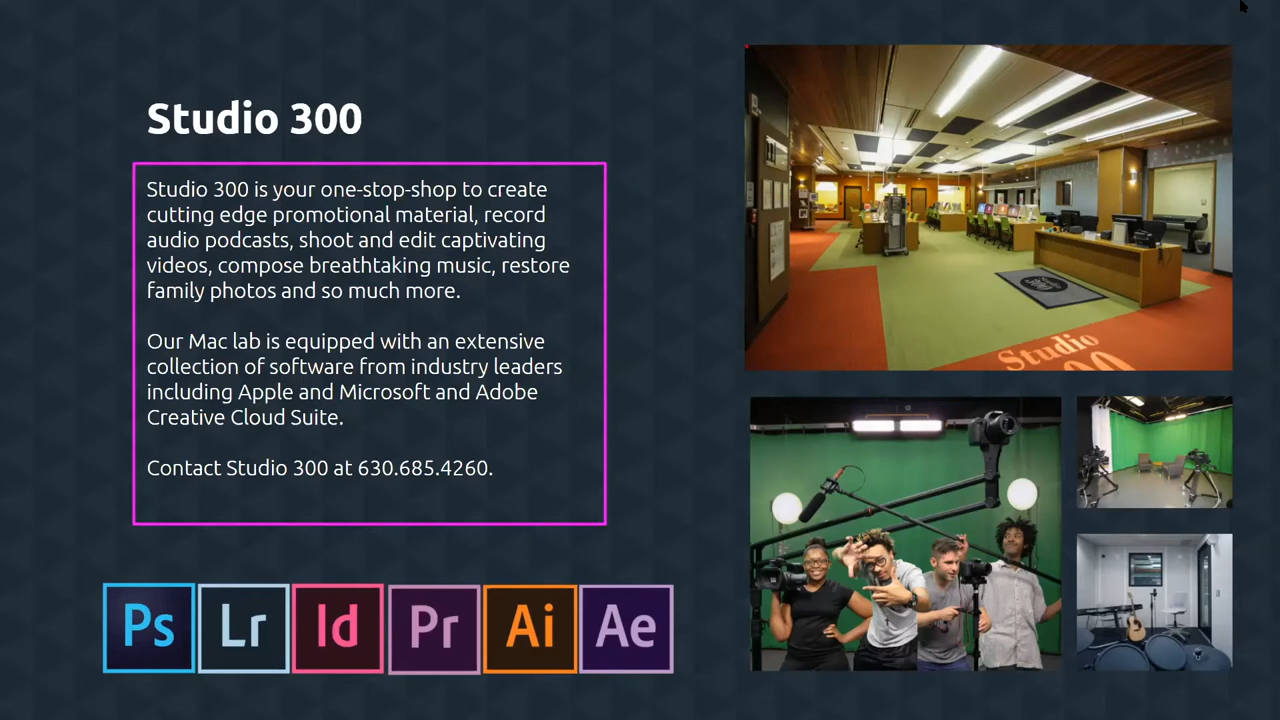 Studio 300
Studio 300 is your one-stop-shop to create
cutting edge promotional material, record
audio podcasts, shoot and edit captivating
videos, compose breathtaking music, restore
family photos and so much more.
Our Mac lab is equipped with an extensive
collection of software from industry leaders
including Apple and Microsoft and Adobe
Creative Cloud Suite.
Contact Studio 300 at 630.685.4260.
Ps Lr Id Pr Ai Ae
Studio